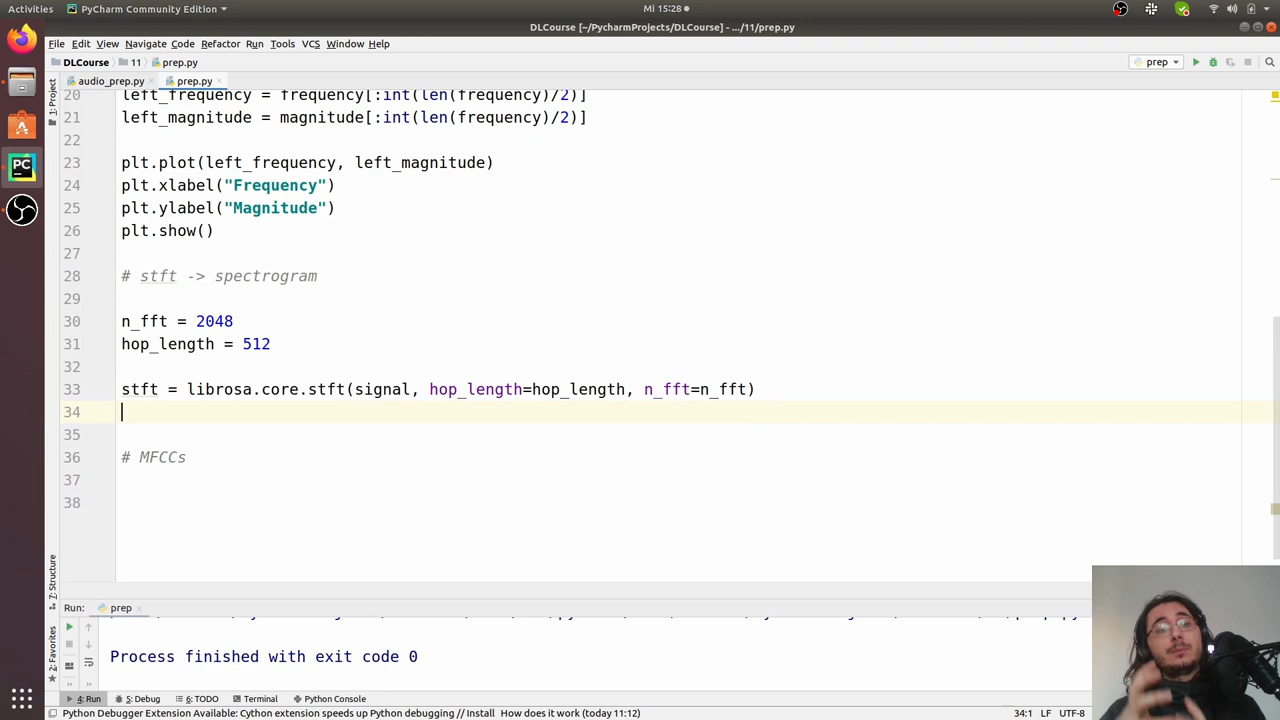 Activities PyCharm Community Edition Mi 15:28
DLCourse [~/PycharmProjects/DLCourse] - .../11/prep.py
File Edit View Navigate Code Refactor Run Tools VCS Window Help
DLCourse 11 prep.py prep
audio_prep.py prep.py
1: Project
20 left_frequency = frequency[:int(len(frequency)/2)]
21 left_magnitude = magnitude[:int(len(frequency)/2)]
22
23 plt.plot(left_frequency, left_magnitude)
24 plt.xlabel("Frequency")
25 plt.ylabel("Magnitude")
26 plt.show()
27
28 # stft -> spectrogram
29
30 n_fft = 2048
31 hop_length = 512
32
33 stft = librosa.core.stft(signal, hop_length=hop_length, n_fft=n_fft)
34
35
36 # MFCCs
37
38
7: Structure
2: Favorites
Run: prep
Process finished with exit code 0
4: Run 5: Debug 6: TODO Terminal Python Console
Python Debugger Extension Available: Cython extension speeds up Python debugging // Install How does it work (today 11:12) 34:1 LF UTF-8